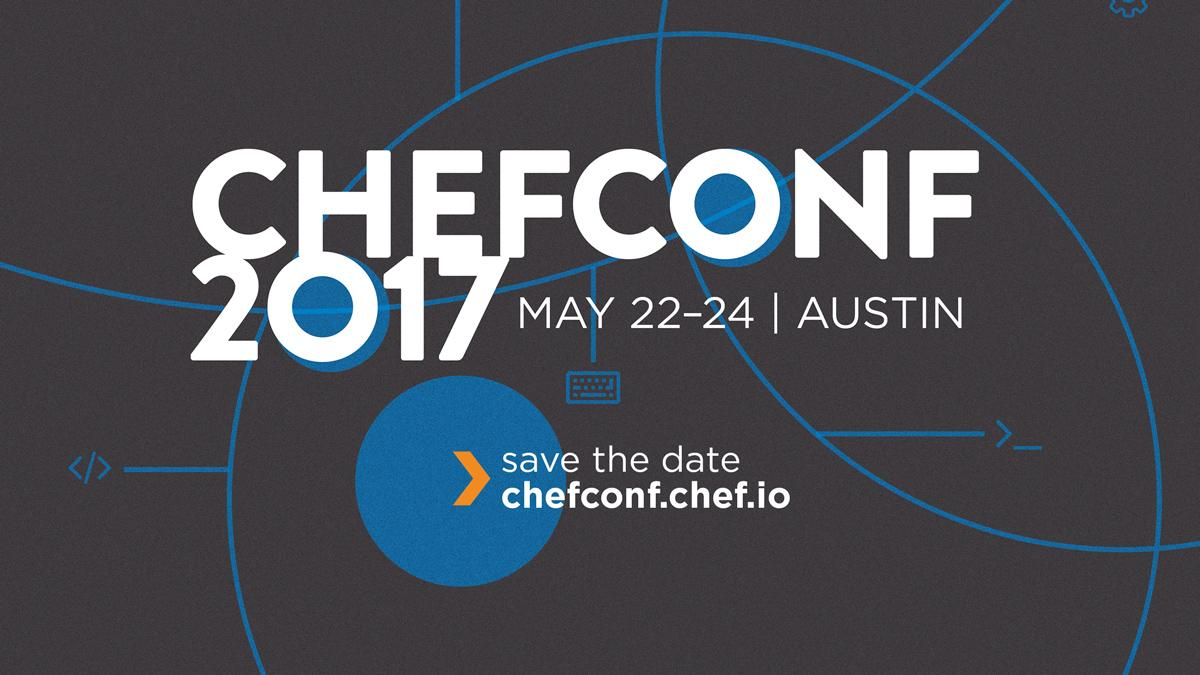 CHEFCONF
2017 MAY 22–24 | AUSTIN
</>
>_
save the date
chefconf.chef.io